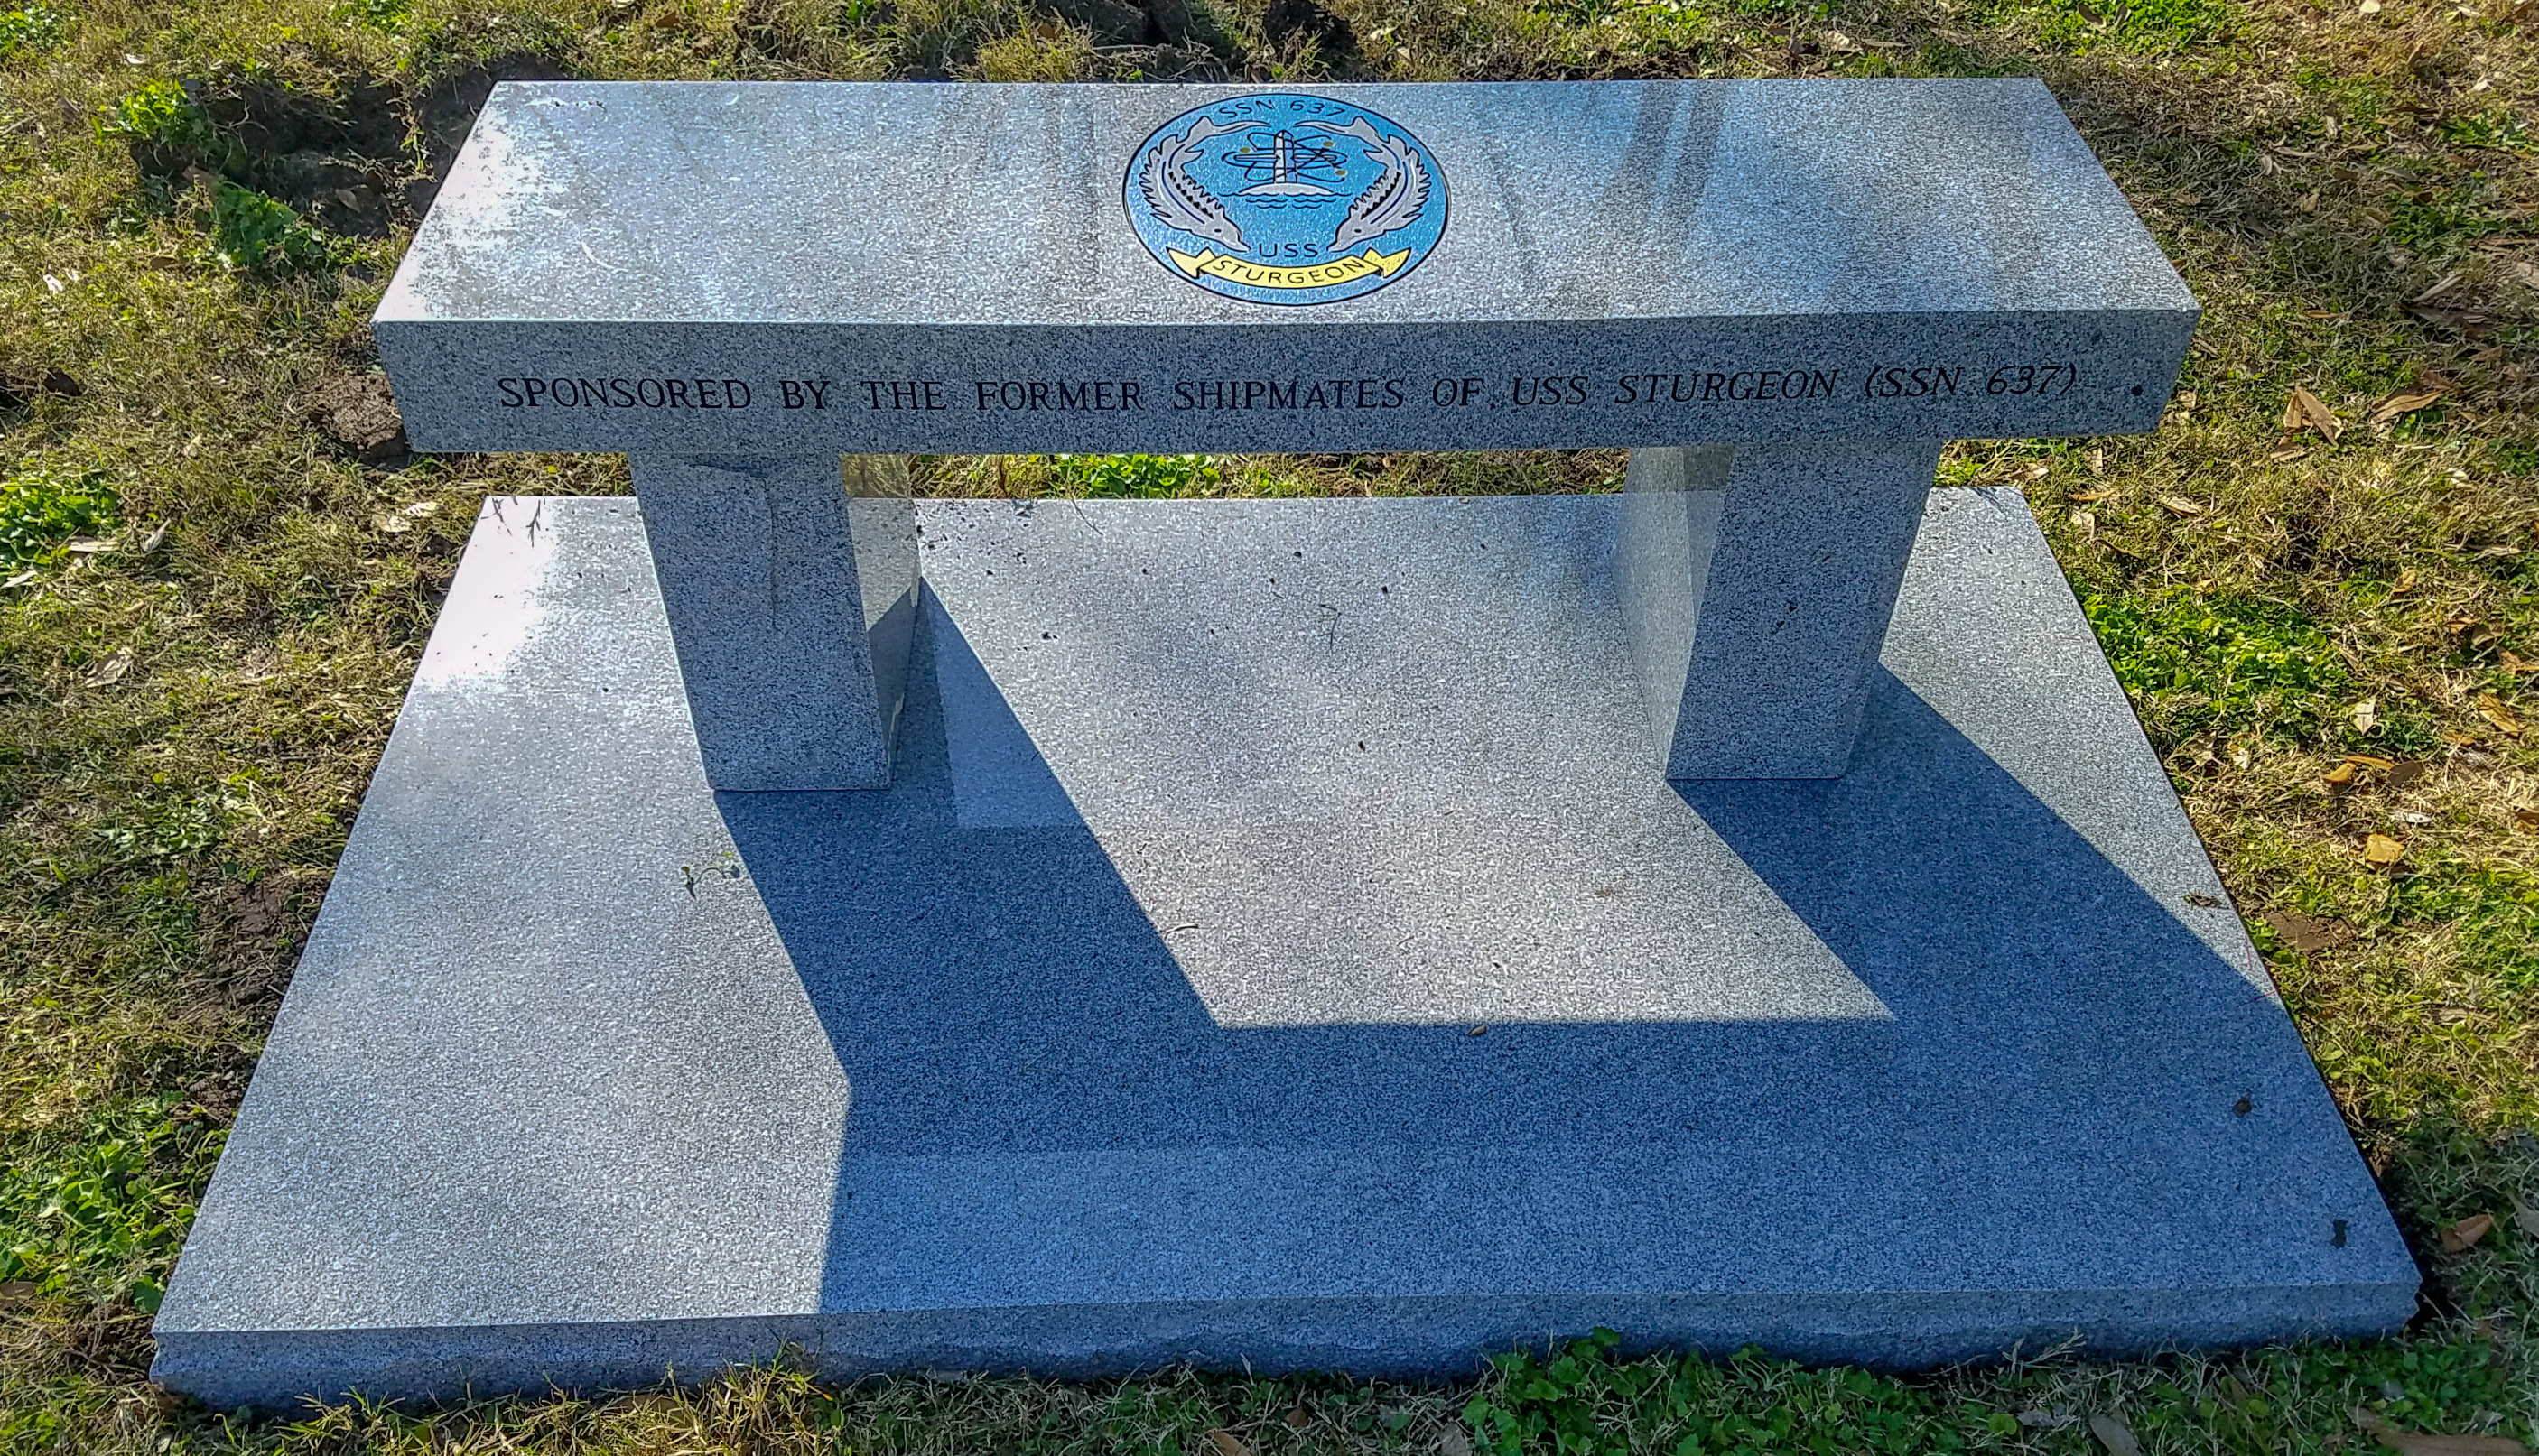 SSN 637
USS
STURGEON
SPONSORED BY THE FORMER SHIPMATES OF USS STURGEON (SSN 637)